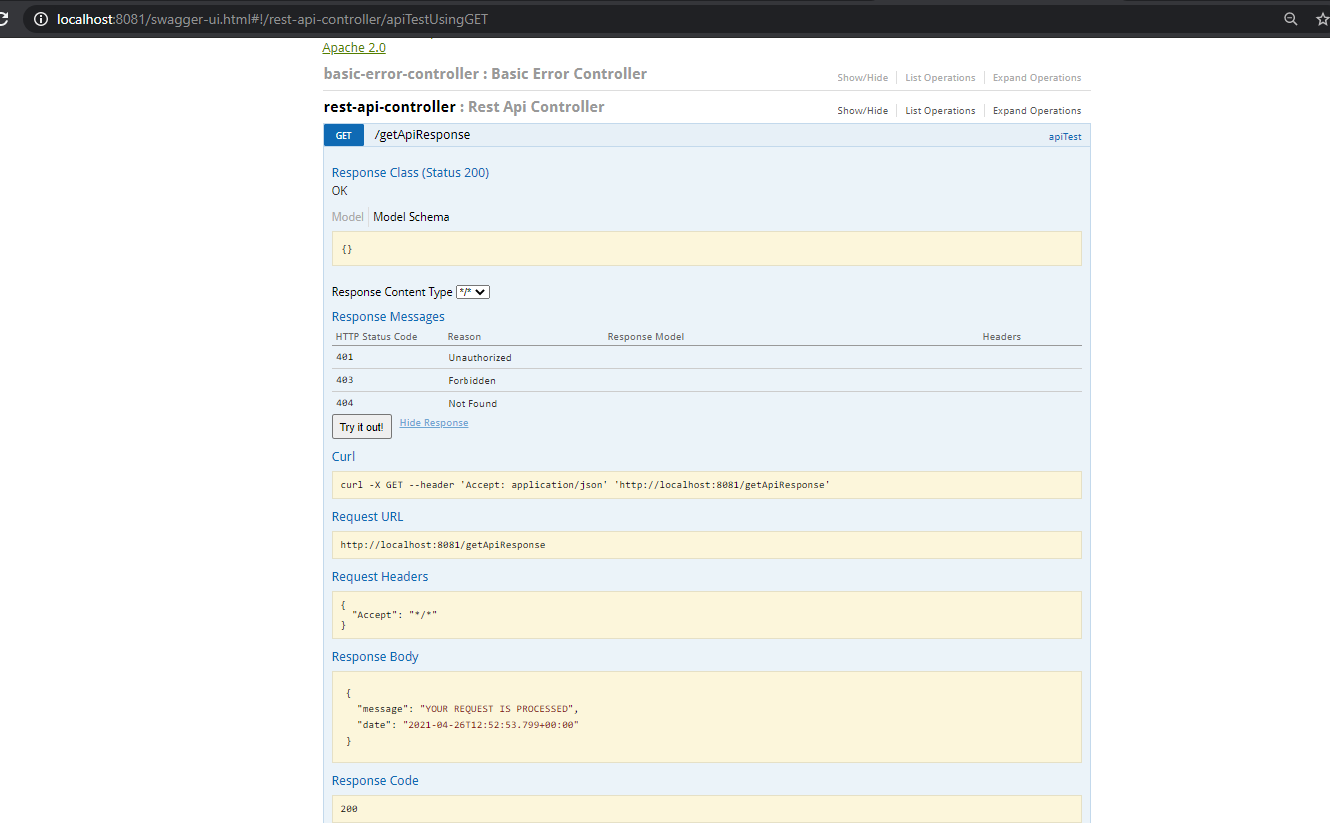 localhost:8081/swagger-ui.html#!/rest-api-controller/apiTestUsingGET
Apache 2.0
basic-error-controller : Basic Error Controller Show/Hide List Operations Expand Operations
rest-api-controller : Rest Api Controller Show/Hide List Operations Expand Operations
GET /getApiResponse apiTest
Response Class (Status 200)
OK
Model Model Schema
{}
Response Content Type */*
Response Messages
HTTP Status Code Reason Response Model Headers
401 Unauthorized
403 Forbidden
404 Not Found
Try it out! Hide Response
Curl
curl -X GET --header 'Accept: application/json' 'http://localhost:8081/getApiResponse'
Request URL
http://localhost:8081/getApiResponse
Request Headers
{
"Accept": "*/*"
}
Response Body
{
"message": "YOUR REQUEST IS PROCESSED",
"date": "2021-04-26T12:52:53.799+00:00"
}
Response Code
200